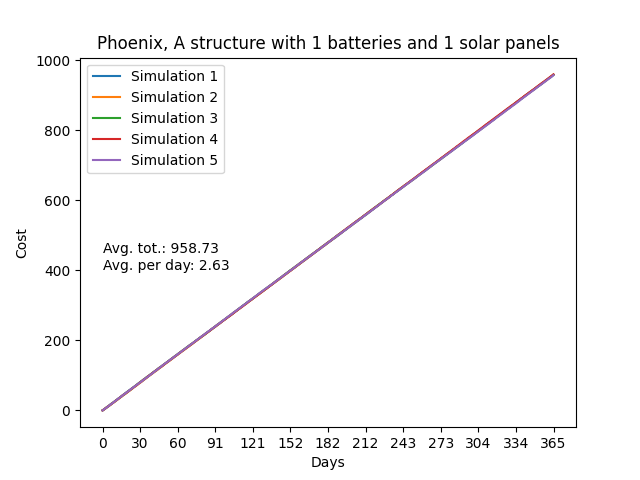 Phoenix, A structure with 1 batteries and 1 solar panels
1000
800
600
400
200
0
Cost
Simulation 1
Simulation 2
Simulation 3
Simulation 4
Simulation 5
Avg. tot.: 958.73
Avg. per day: 2.63
0 30 60 91 121 152 182 212 243 273 304 334 365
Days